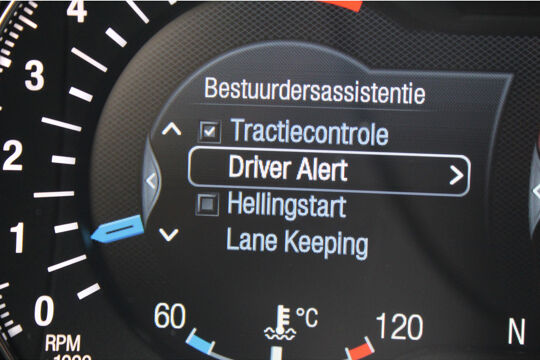 Bestuurdersassistentie
Tractiecontrole
Driver Alert
Hellingstart
Lane Keeping
4
3
2
1
0
RPM
60
°C
120
N